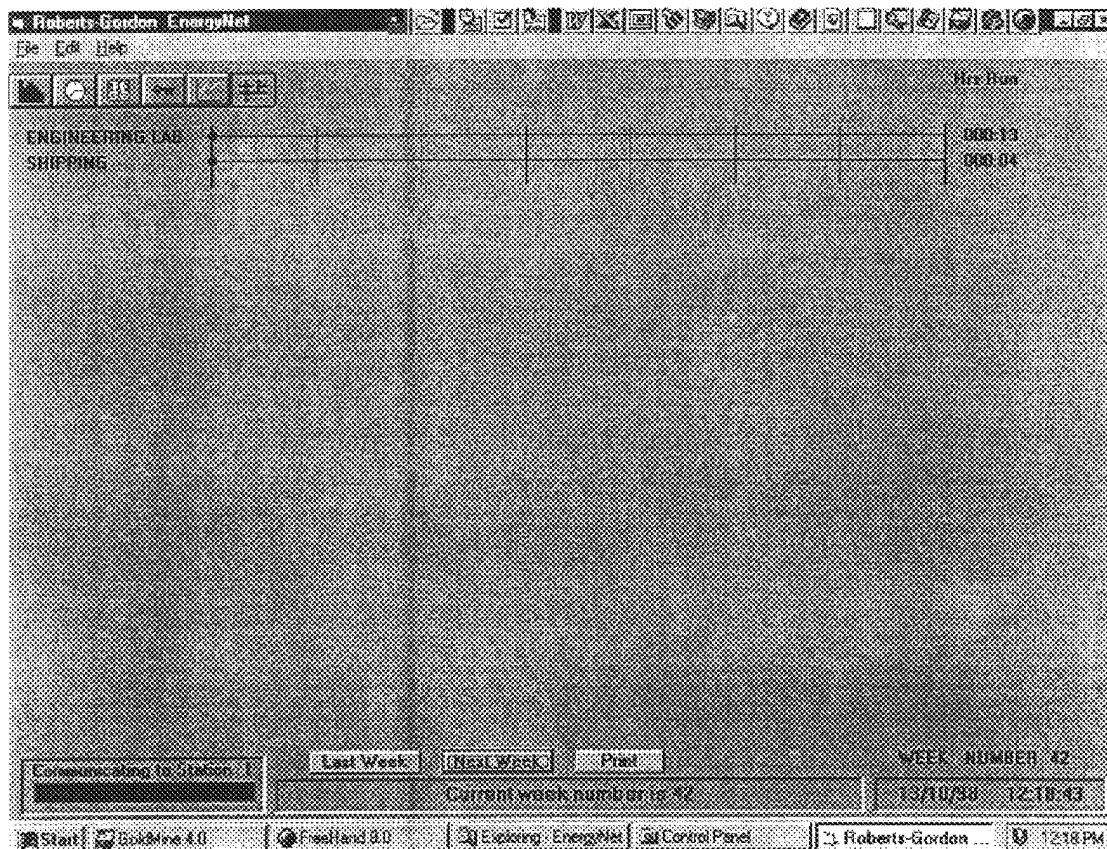 Roberts-Gordon EnergyNet
File Edit Help
Hrs Run
ENGINEERING LAB 000:13
SHIPPING 000:04
Last Week Next Week Print WEEK NUMBER 42
Communicating to Station 1
Current week number is 42 13/10/98 12:18:43
Start GoldMine 4.0 FreeHand 8.0 Exploring - EnergyNet Control Panel Roberts-Gordon ... 12:18 PM